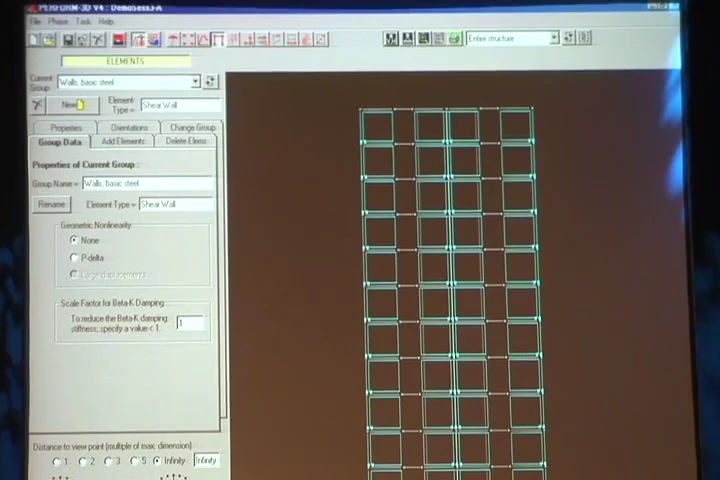 PERFORM-3D V4 : DemoSess3-A
File Phase Task Help
Entire structure
ELEMENTS
Current Group: Walls, basic steel
New
Element Type = Shear Wall
Properties Orientations Change Group
Group Data Add Elements Delete Elems
Properties of Current Group :
Group Name = Walls, basic steel
Rename Element Type = Shear Wall
Geometric Nonlinearity
None
P-delta
Large displacements
Scale Factor for Beta-K Damping
To reduce the Beta-K damping stiffness, specify a value < 1. 1
Distance to view point (multiple of max. dimension)
1 2 3 5 Infinity Infinity